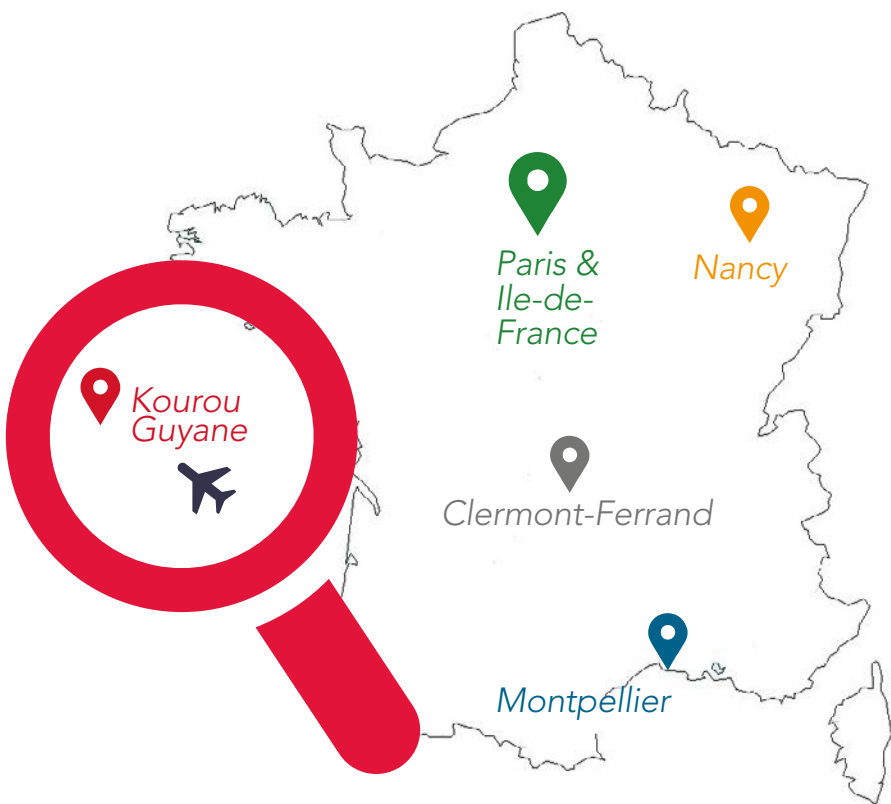 Paris &
Ile-de-
France
Nancy
Kourou
Guyane
Clermont-Ferrand
Montpellier